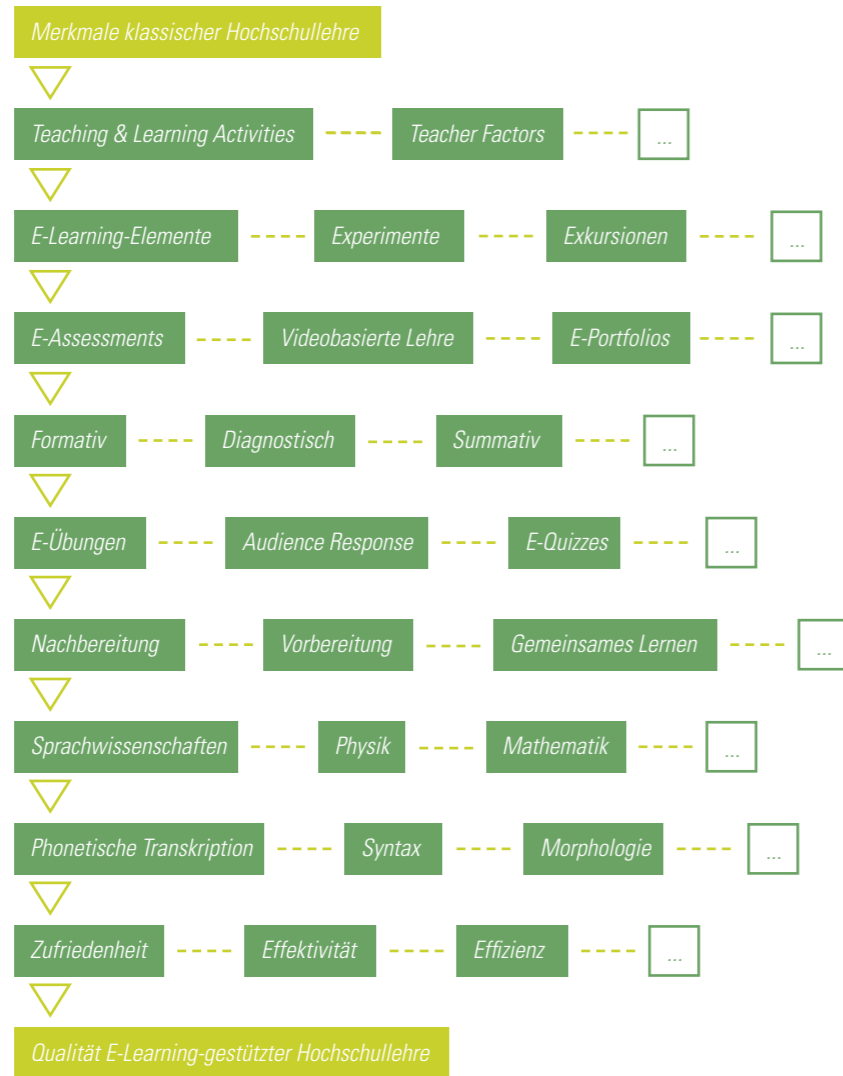 Merkmale klassischer Hochschullehre
Teaching & Learning Activities Teacher Factors ...
E-Learning-Elemente Experimente Exkursionen ...
E-Assessments Videobasierte Lehre E-Portfolios ...
Formativ Diagnostisch Summativ ...
E-Übungen Audience Response E-Quizzes ...
Nachbereitung Vorbereitung Gemeinsames Lernen ...
Sprachwissenschaften Physik Mathematik ...
Phonetische Transkription Syntax Morphologie ...
Zufriedenheit Effektivität Effizienz ...
Qualität E-Learning-gestützter Hochschullehre